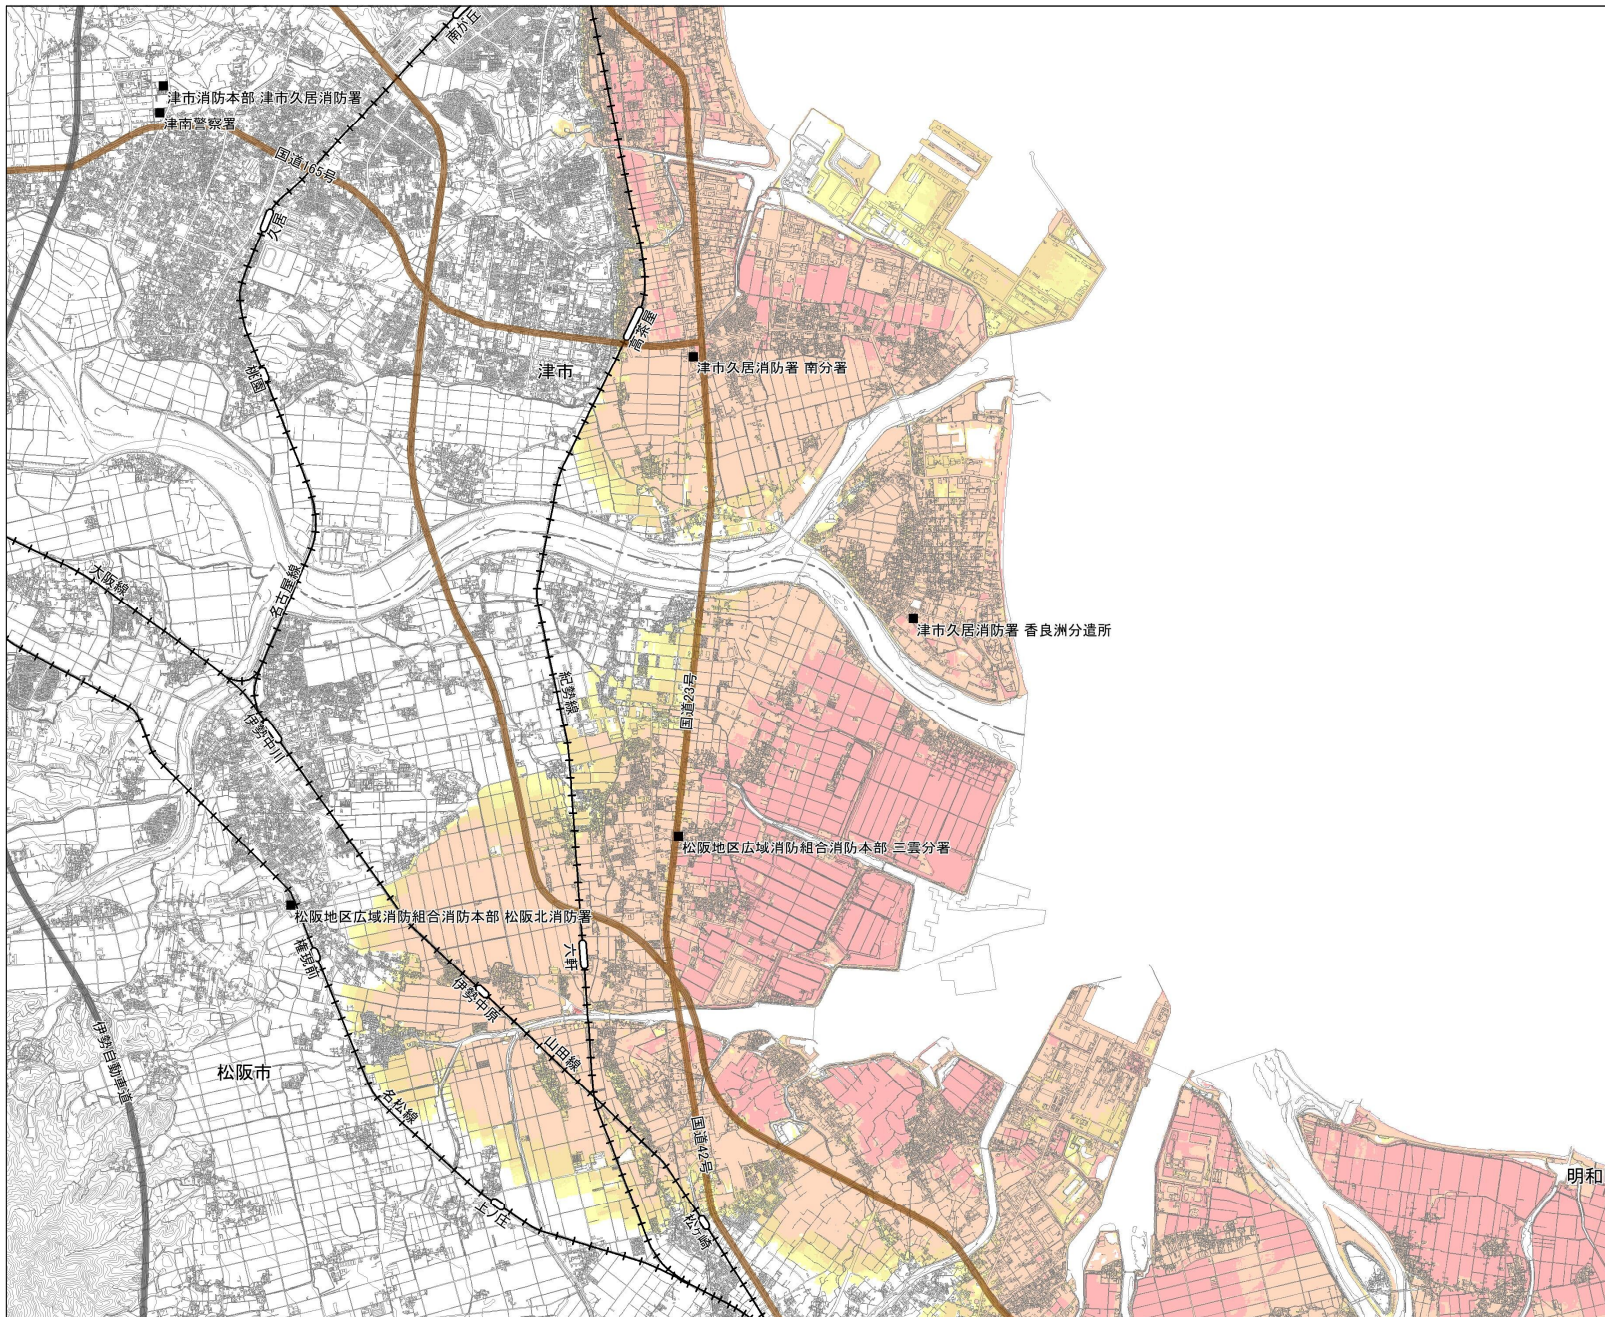 南が丘
津市消防本部 津市久居消防署
津南警察署
国道165号
久居
高茶屋
津市久居消防署 南分署
津市
桃園
大阪線
名古屋線
津市久居消防署 香良洲分遣所
紀勢線
国道23号
伊勢中川
松阪地区広域消防組合消防本部 三雲分署
松阪地区広域消防組合消防本部 松阪北消防署
権現前
六軒
伊勢中原
伊勢自動車道
山田線
松阪市
名松線
国道42号
明和
上ノ庄
松ヶ崎